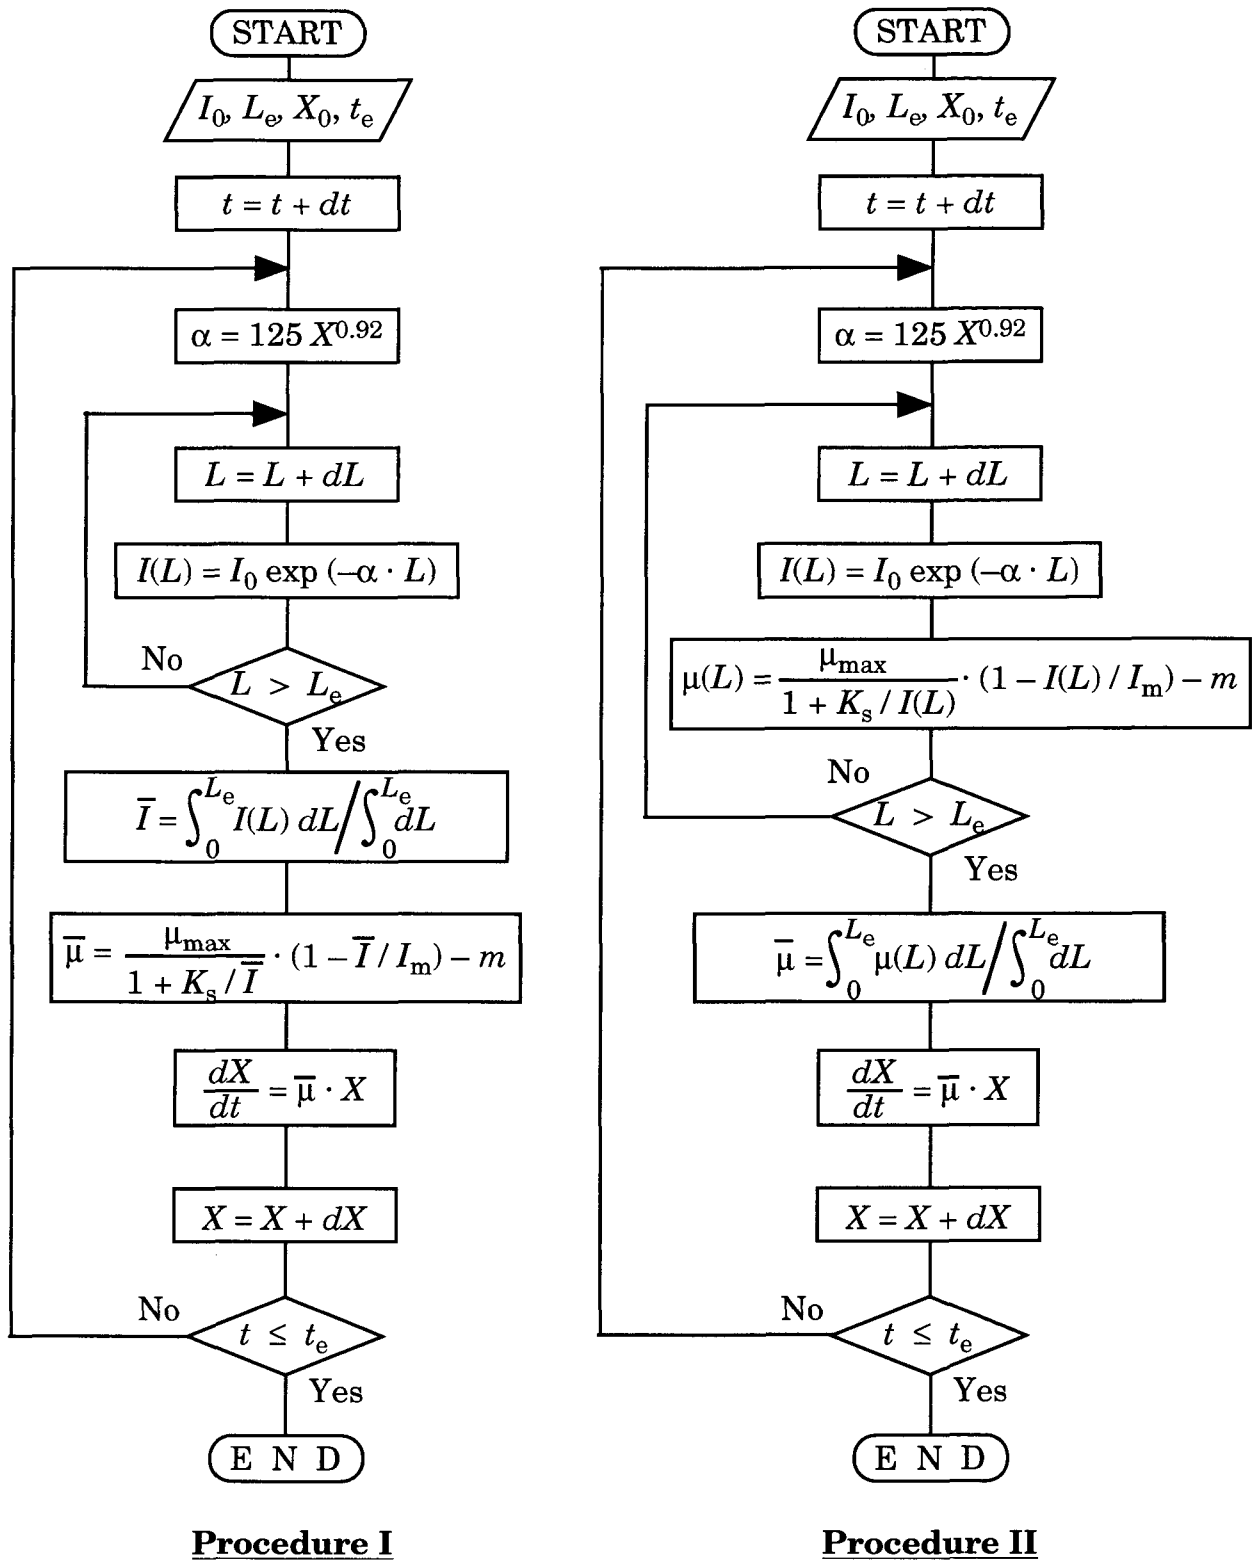 START
I₀, Lₑ, X₀, tₑ
t = t + dt
α = 125 X^0.92
L = L + dL
I(L) = I₀ exp (–α · L)
No
L > Lₑ
Yes
Ī = ∫₀^Lₑ I(L) dL / ∫₀^Lₑ dL
μ̄ = μmax / (1 + Kₛ / Ī) · (1 – Ī / Iₘ) – m
dX/dt = μ̄ · X
X = X + dX
No
t ≤ tₑ
Yes
E N D
Procedure I
START
I₀, Lₑ, X₀, tₑ
t = t + dt
α = 125 X^0.92
L = L + dL
I(L) = I₀ exp (–α · L)
μ(L) = μmax / (1 + Kₛ / I(L)) · (1 – I(L) / Iₘ) – m
No
L > Lₑ
Yes
μ̄ = ∫₀^Lₑ μ(L) dL / ∫₀^Lₑ dL
dX/dt = μ̄ · X
X = X + dX
No
t ≤ tₑ
Yes
E N D
Procedure II